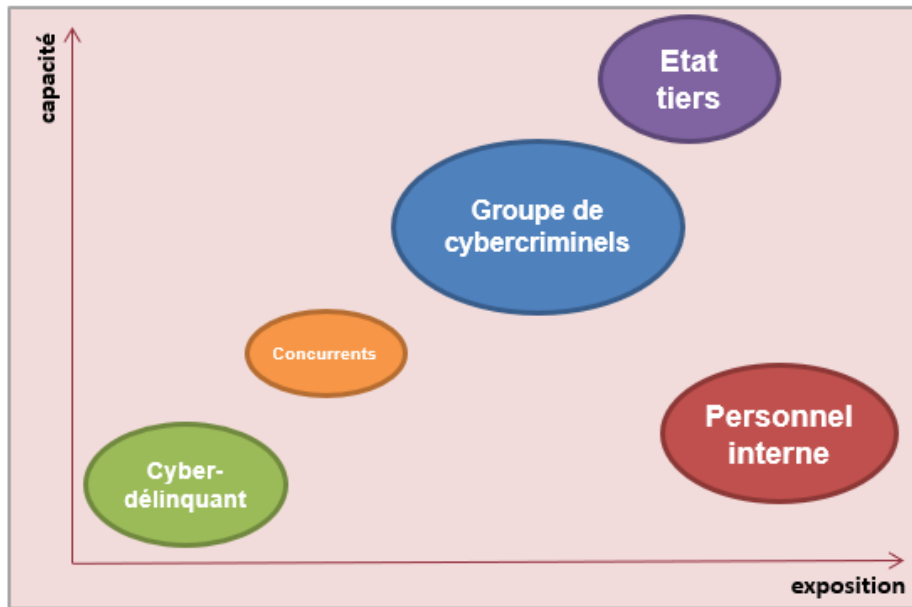 capacité
Etat
tiers
Groupe de
cybercriminels
Concurrents
Personnel
interne
Cyber-
délinquant
exposition